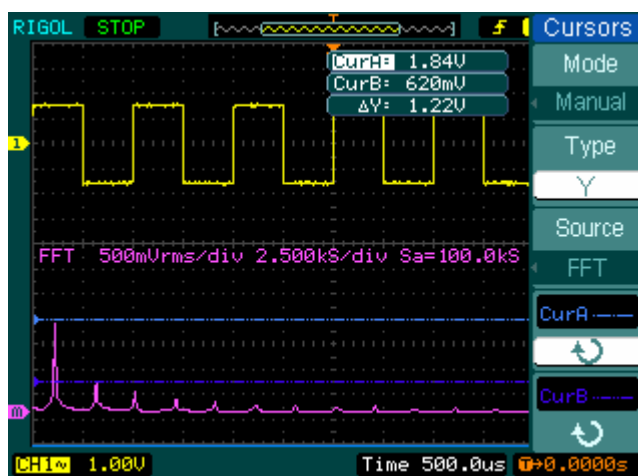 RIGOL STOP
T
Cursors
CurA: 1.84V
CurB: 620mV
ΔY: 1.22V
Mode
Manual
1
Type
Y
Source
FFT
FFT 500mVrms/div 2.500kS/div Sa=100.0kS
CurA
CurB
M
CH1~ 1.00V
Time 500.0us
T→0.0000s